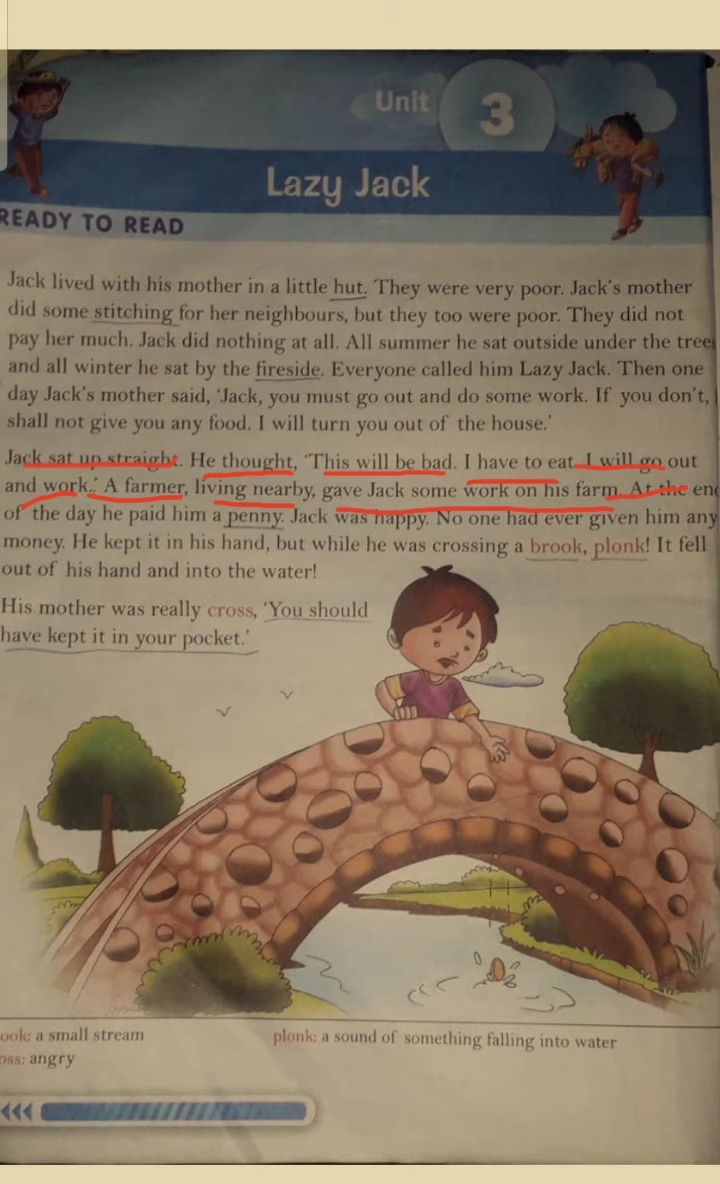 Unit 3
Lazy Jack
READY TO READ
Jack lived with his mother in a little hut. They were very poor. Jack's mother
did some stitching for her neighbours, but they too were poor. They did not
pay her much. Jack did nothing at all. All summer he sat outside under the tree
and all winter he sat by the fireside. Everyone called him Lazy Jack. Then one
day Jack's mother said, 'Jack, you must go out and do some work. If you don't,
shall not give you any food. I will turn you out of the house.'
Jack sat up straight. He thought, 'This will be bad. I have to eat. I will go out
and work.' A farmer, living nearby, gave Jack some work on his farm. At the en
of the day he paid him a penny. Jack was happy. No one had ever given him any
money. He kept it in his hand, but while he was crossing a brook, plonk! It fell
out of his hand and into the water!
His mother was really cross, 'You should
have kept it in your pocket.'
ook: a small stream
plonk: a sound of something falling into water
oss: angry